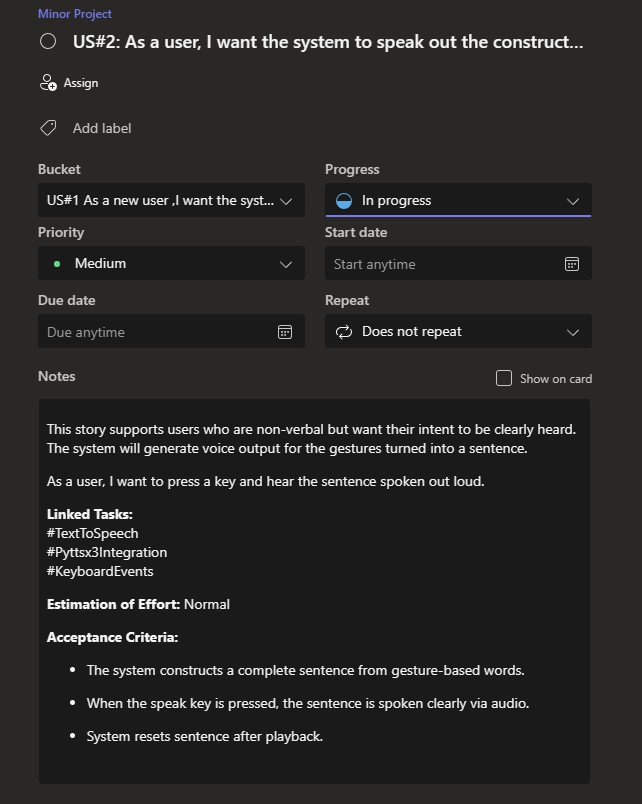 Minor Project
US#2: As a user, I want the system to speak out the construct...
Assign
Add label
Bucket
Progress
US#1 As a new user ,I want the syst...
In progress
Priority
Start date
Medium
Start anytime
Due date
Repeat
Due anytime
Does not repeat
Notes
Show on card
This story supports users who are non-verbal but want their intent to be clearly heard.
The system will generate voice output for the gestures turned into a sentence.
As a user, I want to press a key and hear the sentence spoken out loud.
Linked Tasks:
#TextToSpeech
#Pyttsx3Integration
#KeyboardEvents
Estimation of Effort: Normal
Acceptance Criteria:
• The system constructs a complete sentence from gesture-based words.
• When the speak key is pressed, the sentence is spoken clearly via audio.
• System resets sentence after playback.